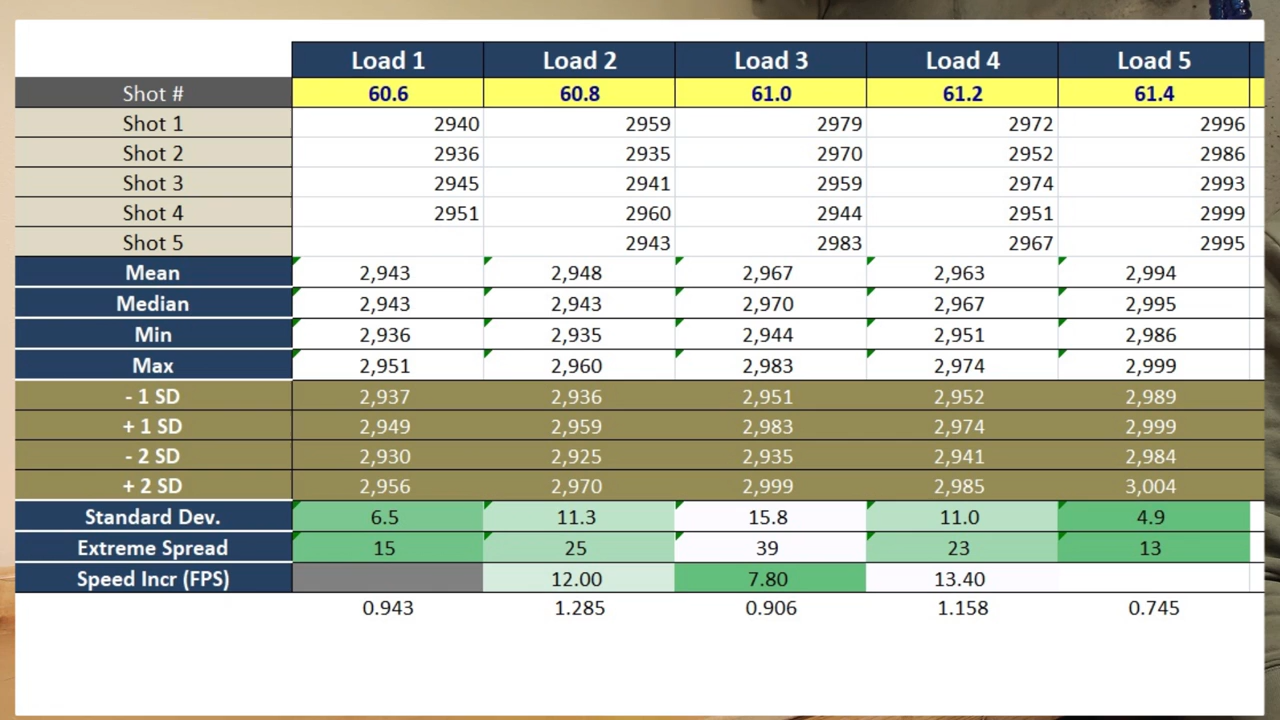 Load 1 Load 2 Load 3 Load 4 Load 5
Shot # 60.6 60.8 61.0 61.2 61.4
Shot 1 2940 2959 2979 2972 2996
Shot 2 2936 2935 2970 2952 2986
Shot 3 2945 2941 2959 2974 2993
Shot 4 2951 2960 2944 2951 2999
Shot 5 2943 2983 2967 2995
Mean 2,943 2,948 2,967 2,963 2,994
Median 2,943 2,943 2,970 2,967 2,995
Min 2,936 2,935 2,944 2,951 2,986
Max 2,951 2,960 2,983 2,974 2,999
- 1 SD 2,937 2,936 2,951 2,952 2,989
+ 1 SD 2,949 2,959 2,983 2,974 2,999
- 2 SD 2,930 2,925 2,935 2,941 2,984
+ 2 SD 2,956 2,970 2,999 2,985 3,004
Standard Dev. 6.5 11.3 15.8 11.0 4.9
Extreme Spread 15 25 39 23 13
Speed Incr (FPS) 12.00 7.80 13.40
0.943 1.285 0.906 1.158 0.745